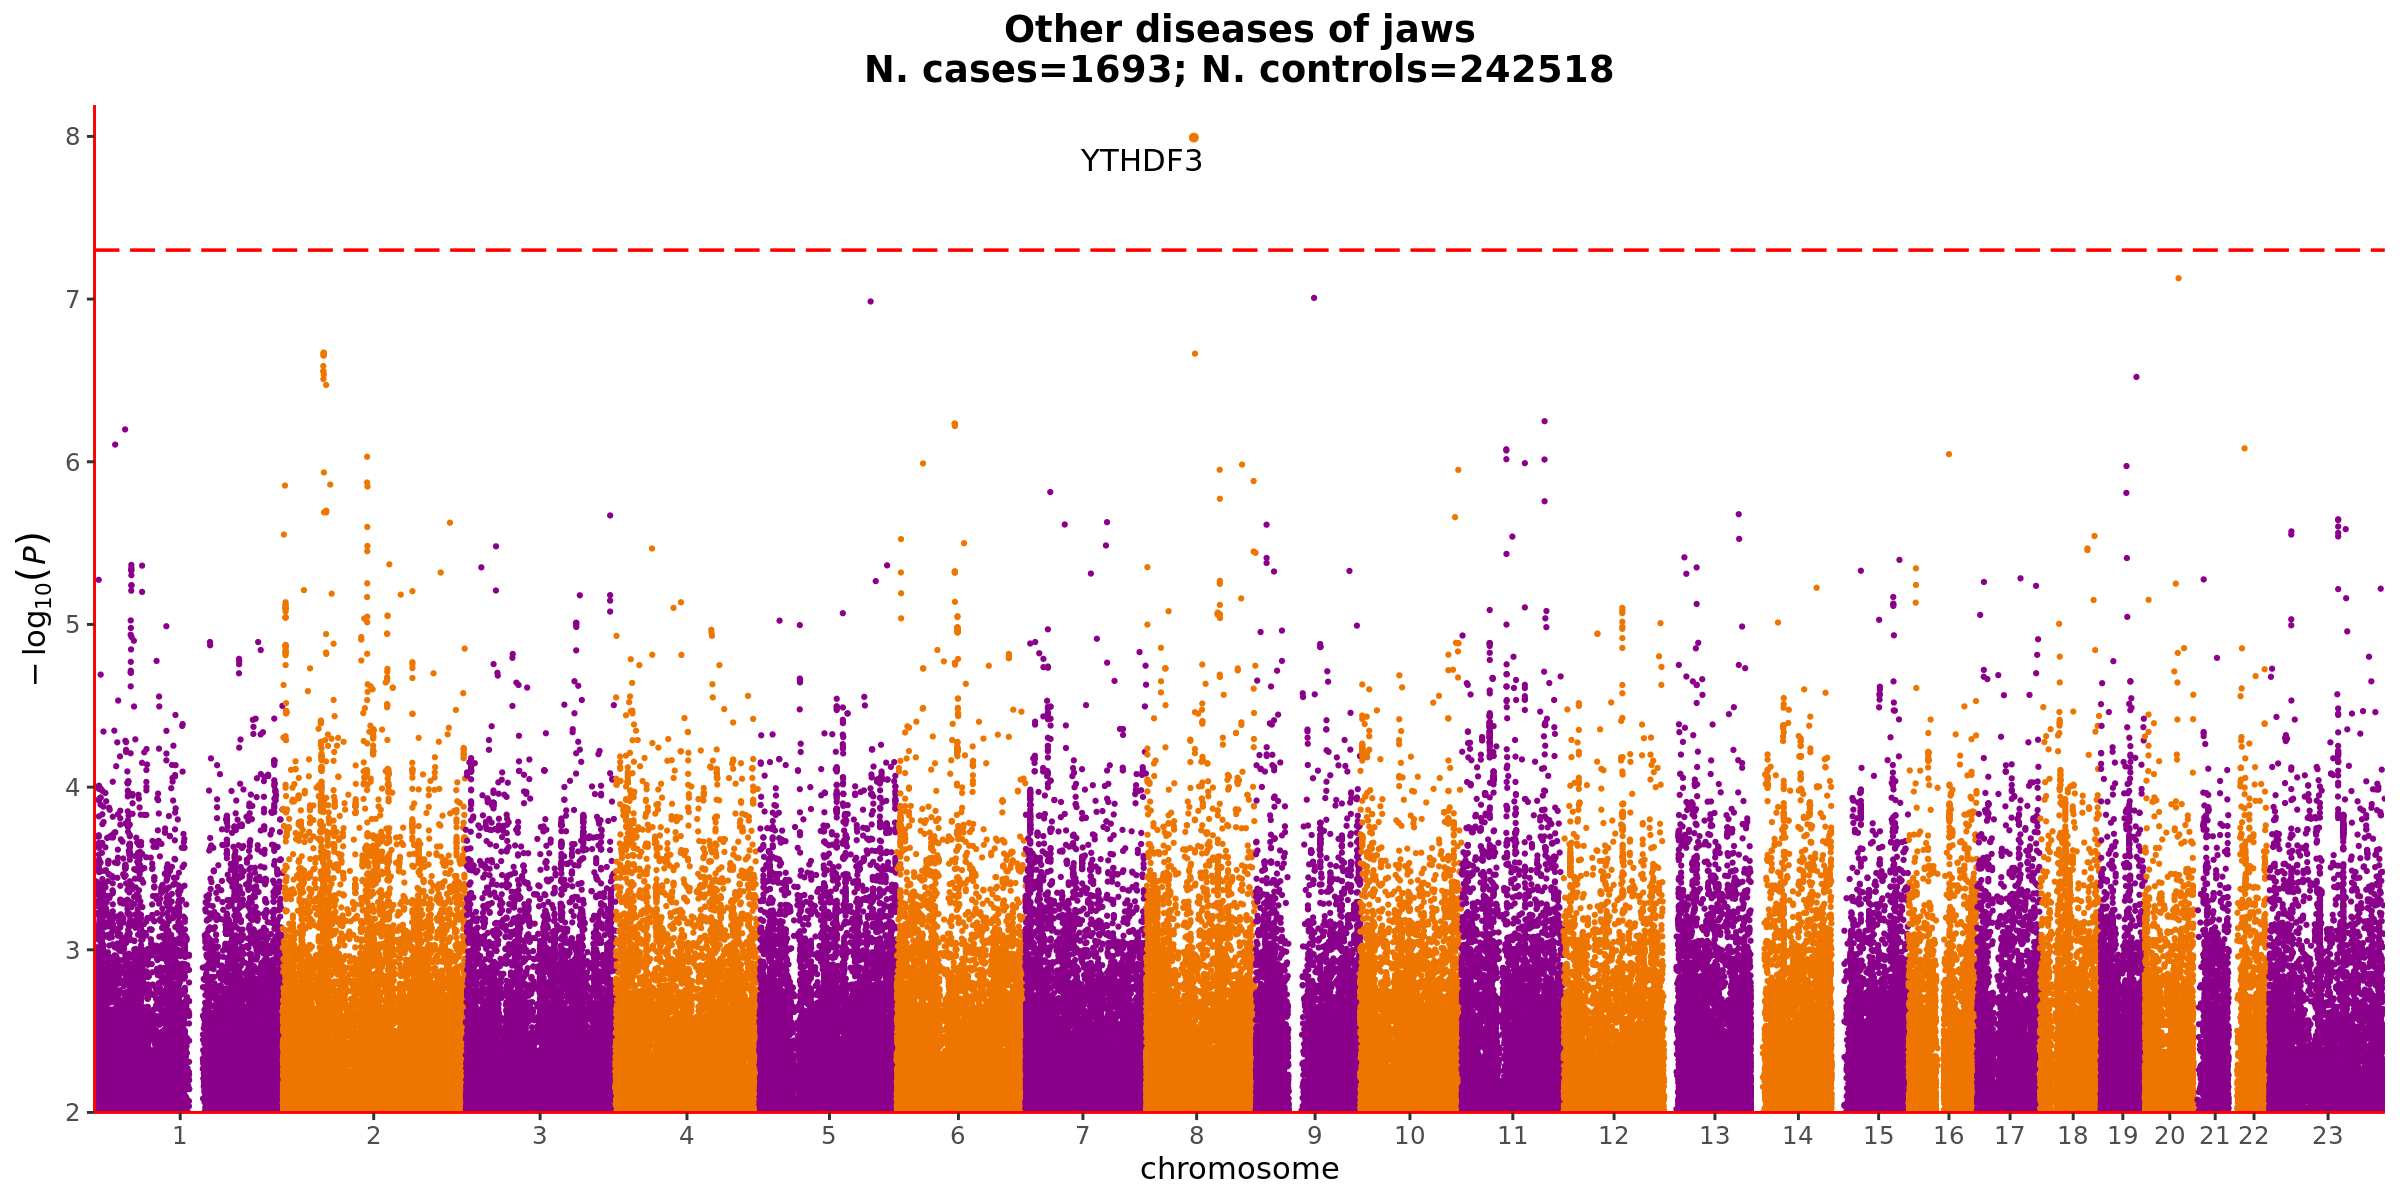 Other diseases of jaws
N. cases=1693; N. controls=242518
8
YTHDF3
7
6
5
4
3
2
−log10(P)
1 2 3 4 5 6 7 8 9 10 11 12 13 14 15 16 17 18 19 20 21 22 23
chromosome